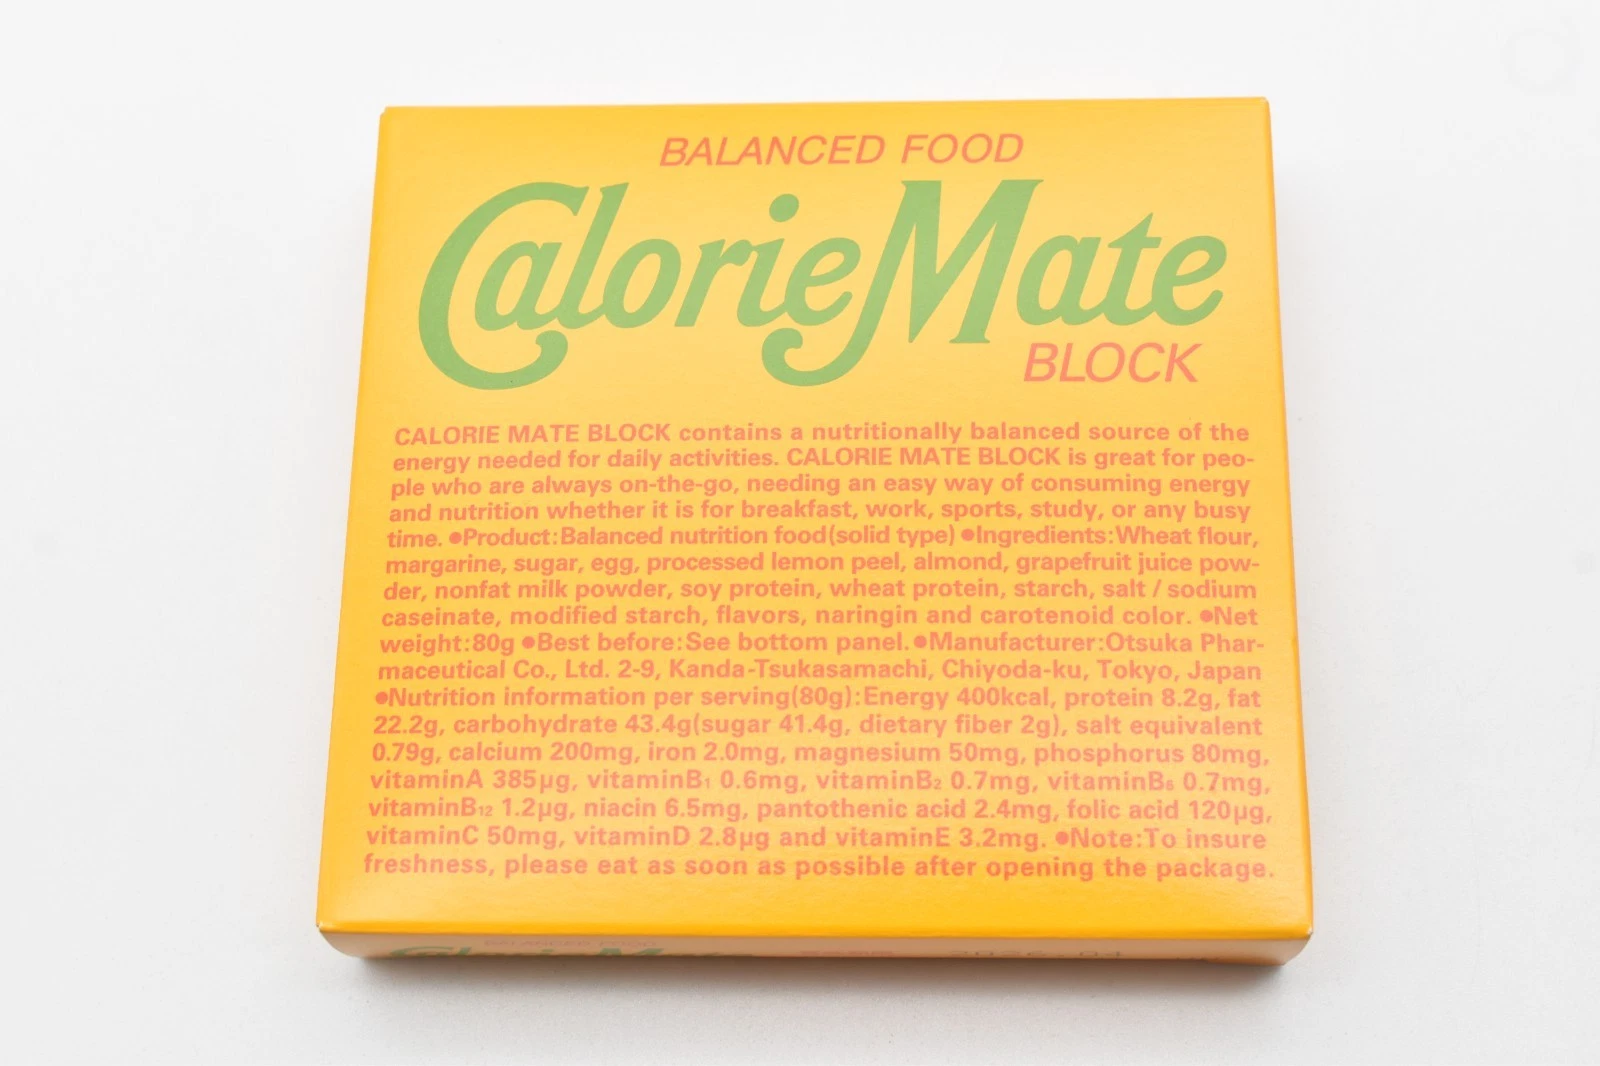 BALANCED FOOD
CalorieMate
BLOCK
CALORIE MATE BLOCK contains a nutritionally balanced source of the
energy needed for daily activities. CALORIE MATE BLOCK is great for peo-
ple who are always on-the-go, needing an easy way of consuming energy
and nutrition whether it is for breakfast, work, sports, study, or any busy
time. ●Product:Balanced nutrition food(solid type) ●Ingredients:Wheat flour,
margarine, sugar, egg, processed lemon peel, almond, grapefruit juice pow-
der, nonfat milk powder, soy protein, wheat protein, starch, salt / sodium
caseinate, modified starch, flavors, naringin and carotenoid color. ●Net
weight:80g ●Best before:See bottom panel. ●Manufacturer:Otsuka Phar-
maceutical Co., Ltd. 2-9, Kanda-Tsukasamachi, Chiyoda-ku, Tokyo, Japan
●Nutrition information per serving(80g):Energy 400kcal, protein 8.2g, fat
22.2g, carbohydrate 43.4g(sugar 41.4g, dietary fiber 2g), salt equivalent
0.79g, calcium 200mg, iron 2.0mg, magnesium 50mg, phosphorus 80mg,
vitaminA 385μg, vitaminB₁ 0.6mg, vitaminB₂ 0.7mg, vitaminB₆ 0.7mg,
vitaminB₁₂ 1.2μg, niacin 6.5mg, pantothenic acid 2.4mg, folic acid 120μg,
vitaminC 50mg, vitaminD 2.8μg and vitaminE 3.2mg. ●Note:To insure
freshness, please eat as soon as possible after opening the package.
BALANCED FOOD
CalorieMate
2026.04